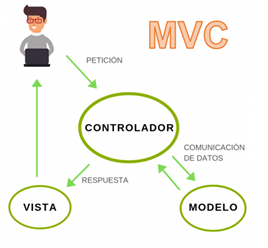 MVC
PETICIÓN
CONTROLADOR
COMUNICACIÓN
DE DATOS
RESPUESTA
VISTA
MODELO